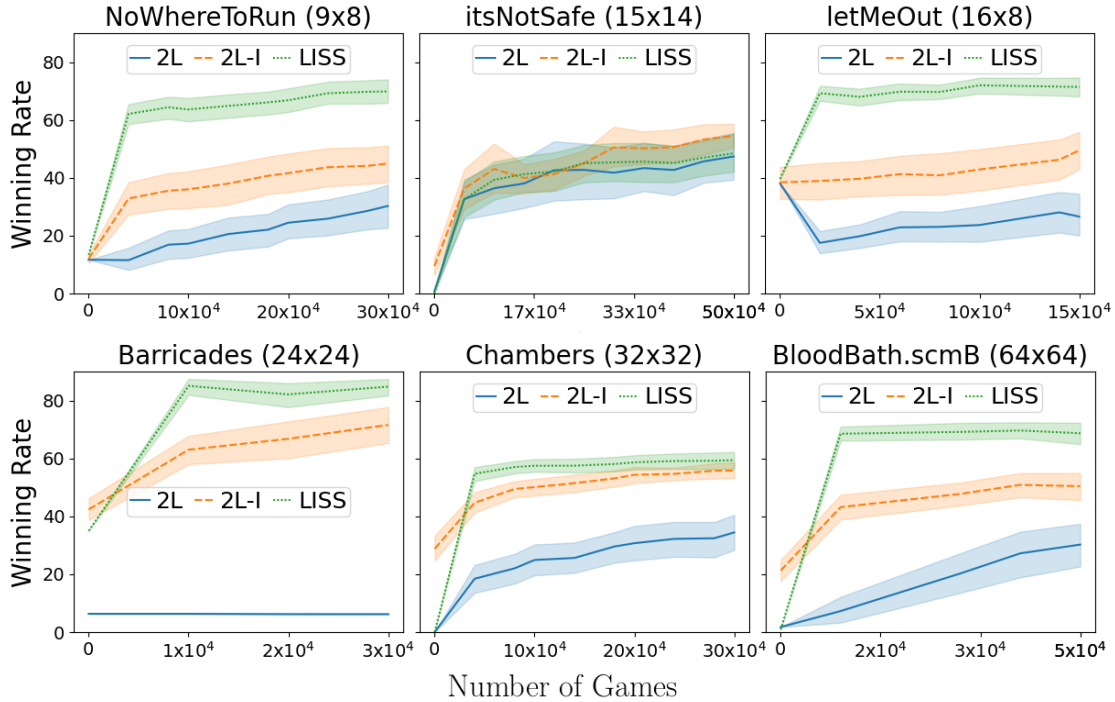 NoWhereToRun (9x8)
itsNotSafe (15x14)
letMeOut (16x8)
Winning Rate
80
60
40
20
0
2L 2L-I LISS
2L 2L-I LISS
2L 2L-I LISS
0 10x10⁴ 20x10⁴ 30x10⁴
0 17x10⁴ 33x10⁴ 50x10⁴
0 5x10⁴ 10x10⁴ 15x10⁴
Barricades (24x24)
Chambers (32x32)
BloodBath.scmB (64x64)
Winning Rate
80
60
40
20
0
2L 2L-I LISS
2L 2L-I LISS
2L 2L-I LISS
0 1x10⁴ 2x10⁴ 3x10⁴
0 10x10⁴ 20x10⁴ 30x10⁴
0 2x10⁴ 3x10⁴ 5x10⁴
Number of Games